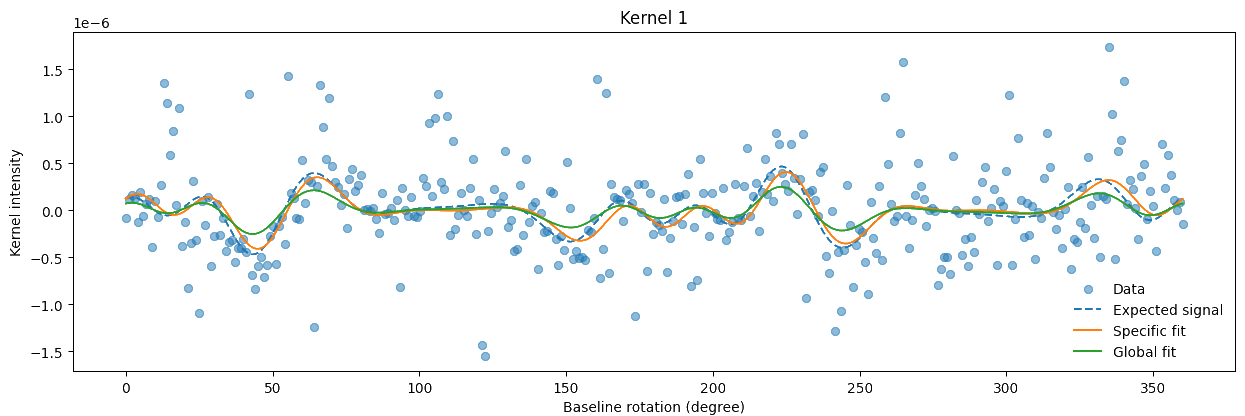 Kernel 1
1e−6
1.5
1.0
0.5
0.0
−0.5
−1.0
−1.5
Kernel intensity
0 50 100 150 200 250 300 350
Baseline rotation (degree)
Data
Expected signal
Specific fit
Global fit